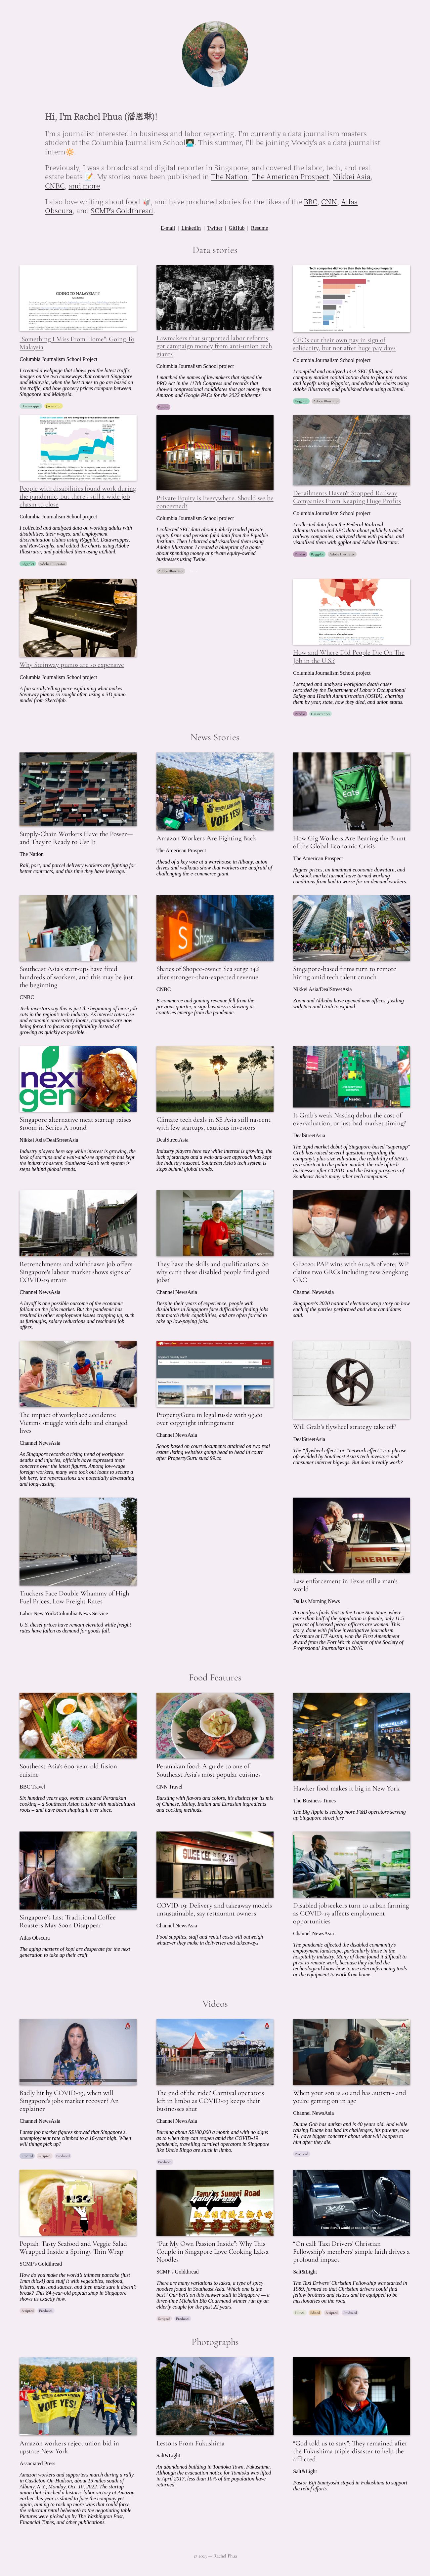 Hi, I'm Rachel Phua (潘恩琳)!
I'm a journalist interested in business and labor reporting. I'm currently a data journalism masters
student at the Columbia Journalism School👩🏻‍💻. This summer, I'll be joining Moody's as a data journalism
intern🔆.
Previously, I was a broadcast and digital reporter in Singapore, and covered the labor, tech, and real
estate beats 📝. My stories have been published in The Nation, The American Prospect, Nikkei Asia,
CNBC, and more.
I also love writing about food 🥡, and have produced stories for the likes of the BBC, CNN, Atlas
Obscura, and SCMP's Goldthread.
E-mail | LinkedIn | Twitter | GitHub | Resume
Data stories
"Something I Miss From Home": Going To
Malaysia
Columbia Journalism School Project
I created a webpage that shows you the latest traffic
images at the two causeways that connect Singapore
and Malaysia, when the best times to go are based on
the traffic, and how grocery prices compare between
Singapore and Malaysia.
Lawmakers that supported labor reforms
got campaign money from anti-union tech
giants
Columbia Journalism School project
I matched the names of lawmakers that signed the
PRO Act in the 117th Congress and records that
showed congressional candidates that got money from
Amazon and Google PACs for the 2022 midterms.
CEOs cut their own pay in sign of
solidarity, but not after huge pay days
Columbia Journalism School project
I compiled and analyzed 14-A SEC filings, and
company market capitalization data to plot pay ratios
and layoffs using R/ggplot, and edited the charts using
Adobe Illustrator, and published them using ai2html.
People with disabilities found work during
the pandemic, but there's still a wide job
chasm to close
Columbia Journalism School project
I collected and analyzed data on working adults with
disabilities, their wages, and employment
discrimination claims using R/ggplot, Datawrapper,
and RawGraphs. I edited the charts using Adobe
Illustrator, and published them using ai2html.
Private Equity is Everywhere. Should we be
concerned?
Columbia Journalism School project
I collected SEC data about publicly traded private
equity firms and pension fund data from the Equable
Institute. I then charted and visualized them using
Adobe Illustrator. I created a blueprint of a game
about spending money at private equity-owned
businesses using Twine.
Derailments Haven't Stopped Railway
Companies From Reaping Huge Profits
Columbia Journalism School project
I collected data from the Federal Railroad
Administration and SEC data about publicly traded
railway companies, analyzed them with pandas, and
visualized them with ggplot and Adobe Illustrator.
Why Steinway pianos are so expensive
Columbia Journalism School project
A fun scrollytelling piece explaining what makes
Steinway pianos so sought after, using a 3D piano
model from Sketchfab.
How and Where Did People Die On The
Job in the U.S.?
Columbia Journalism School project
I scraped and analyzed workplace death cases
recorded by the Department of Labor's Occupational
Safety and Health Administration (OSHA), charting
them by year, state, how they died, and union status.
News Stories
Supply-Chain Workers Have the Power—
and They're Ready to Use It
The Nation
Rail, port, and parcel delivery workers are fighting for
better contracts, and this time they have leverage.
Amazon Workers Are Fighting Back
The American Prospect
Ahead of a key vote at a warehouse in Albany, union
drives and walkouts show that workers are unafraid of
challenging the e-commerce grant.
How Gig Workers Are Bearing the Brunt
of the Global Economic Crisis
The American Prospect
Higher prices, an imminent economic downturn, and
the stock market turmoil have turned working
conditions from bad to worse for on-demand workers.
Southeast Asia's start-ups have fired
hundreds of workers, and this may be just
the beginning
CNBC
Tech investors say this is just the beginning of more job
cuts in the region's tech industry. As interest rates rise
and economic uncertainty looms, companies are now
being forced to focus on profitability instead of
growing as quickly as possible.
Shares of Shopee-owner Sea surge 14%
after stronger-than-expected revenue
CNBC
E-commerce and gaming revenue fell from the
previous quarter, a sign business is slowing as
countries emerge from the pandemic.
Singapore-based firms turn to remote
hiring amid tech talent crunch
Nikkei Asia/DealStreetAsia
Zoom and Alibaba have opened new offices, jostling
with Sea and Grab to expand.
Singapore alternative meat startup raises
$100m in Series A round
Nikkei Asia/DealStreetAsia
Industry players here say while interest is growing, the
lack of startups and a wait-and-see approach has kept
the industry nascent. Southeast Asia's tech system is
steps behind global trends.
Climate tech deals in SE Asia still nascent
with few startups, cautious investors
DealStreetAsia
Industry players here say while interest is growing, the
lack of startups and a wait-and-see approach has kept
the industry nascent. Southeast Asia's tech system is
steps behind global trends.
Is Grab's weak Nasdaq debut the cost of
overvaluation, or just bad market timing?
DealStreetAsia
The tepid market debut of Singapore-based "superapp"
Grab has raised several questions regarding the
company's plus-size valuation, the reliability of SPACs
as a shortcut to the public market, the role of tech
businesses after COVID, and the listing prospects of
Southeast Asia's many other tech companies.
Retrenchments and withdrawn job offers:
Singapore's labour market shows signs of
COVID-19 strain
Channel NewsAsia
A layoff is one possible outcome of the economic
fallout on the job market. But the pandemic has
resulted in other employment issues cropping up, such
as furloughs, salary reductions and rescinded job
offers.
They have the skills and qualifications. So
why can't these disabled people find good
jobs?
Channel NewsAsia
Despite their years of experience, people with
disabilities in Singapore face difficulties finding jobs
that match their capabilities, and are often forced to
take up low-paying jobs.
GE2020: PAP wins with 61.24% of vote; WP
claims two GRCs including new Sengkang
GRC
Channel NewsAsia
Singapore's 2020 national elections wrap story on how
each of the parties performed and what candidates
said.
The impact of workplace accidents:
Victims struggle with debt and changed
lives
Channel NewsAsia
As Singapore records a rising trend of workplace
deaths and injuries, officials have expressed their
concerns over the latest figures. Among low-wage
foreign workers, many who took out loans to secure a
job here, the repercussions are potentially devastating
and long-lasting.
PropertyGuru in legal tussle with 99.co
over copyright infringement
Channel NewsAsia
Scoop based on court documents attained on two real
estate listing websites going head to head in court
after PropertyGuru sued 99.co.
Will Grab's flywheel strategy take off?
DealStreetAsia
The "flywheel effect" or "network effect" is a phrase
oft-wielded by Southeast Asia's tech investors and
consumer internet bigwigs. But does it really work?
Truckers Face Double Whammy of High
Fuel Prices, Low Freight Rates
Labor New York/Columbia News Service
U.S. diesel prices have remain elevated while freight
rates have fallen as demand for goods fall.
Law enforcement in Texas still a man's
world
Dallas Morning News
An analysis finds that in the Lone Star State, where
more than half of the population is female, only 11.5
percent of licensed peace officers are women. This
story, done with fellow investigative journalism
classmate at UT Austin, won the First Amendment
Award from the Fort Worth chapter of the Society of
Professional Journalists in 2016.
Food Features
Southeast Asia's 600-year-old fusion
cuisine
BBC Travel
Six hundred years ago, women created Peranakan
cooking – a Southeast Asian cuisine with multicultural
roots – and have been shaping it ever since.
Peranakan food: A guide to one of
Southeast Asia's most popular cuisines
CNN Travel
Bursting with flavors and colors, it's distinct for its mix
of Chinese, Malay, Indian and Eurasian ingredients
and cooking methods.
Hawker food makes it big in New York
The Business Times
The Big Apple is seeing more F&B operators serving
up Singapore street fare
Singapore's Last Traditional Coffee
Roasters May Soon Disappear
Atlas Obscura
The aging masters of kopi are desperate for the next
generation to take up their craft.
COVID-19: Delivery and takeaway models
unsustainable, say restaurant owners
Channel NewsAsia
Food supplies, staff and rental costs will outweigh
whatever they make in deliveries and takeaways.
Disabled jobseekers turn to urban farming
as COVID-19 affects employment
opportunities
Channel NewsAsia
The pandemic affected the disabled community's
employment landscape, particularly those in the
hospitality industry. Many of them found it difficult to
pivot to remote work, because they lacked the
technological know-how to use teleconferencing tools
or the equipment to work from home.
Videos
Badly hit by COVID-19, when will
Singapore's jobs market recover? An
explainer
Channel NewsAsia
Latest job market figures showed that Singapore's
unemployment rate climbed to a 16-year high. When
will things pick up?
The end of the ride? Carnival operators
left in limbo as COVID-19 keeps their
businesses shut
Channel NewsAsia
Burning about S$100,000 a month and with no signs
as to when they can reopen amid the COVID-19
pandemic, travelling carnival operators in Singapore
like Uncle Ringo are stuck in limbo.
When your son is 40 and has autism - and
you're getting on in age
Channel NewsAsia
Duane Goh has autism and is 40 years old. And while
raising Duane has had its challenges, his parents, now
74, have bigger concerns about what will happen to
him after they die.
Popiah: Tasty Seafood and Veggie Salad
Wrapped Inside a Springy Thin Wrap
SCMP's Goldthread
How do you make the world's thinnest pancake (just
1mm thick!) and stuff it with vegetables, seafood,
fritters, nuts, and sauces, and then make sure it doesn't
break? This 84-year-old popiah shop in Singapore
shows us exactly how.
"Put My Own Passion Inside": Why This
Couple in Singapore Love Cooking Laksa
Noodles
SCMP's Goldthread
There are many variations to laksa, a type of spicy
noodles found in Southeast Asia. Which one is the
best? Our bet's on this hawker stall in Singapore — a
three-time Michelin Bib Gourmand winner run by an
elderly couple for the past 22 years.
"On call: Taxi Drivers' Christian
Fellowship's members' simple faith drives a
profound impact
Salt&Light
The Taxi Drivers' Christian Fellowship was started in
1989, formed so that Christian drivers could find
fellow brothers and sisters and be equipped to be
missionaries on the road.
Photographs
Amazon workers reject union bid in
upstate New York
Associated Press
Amazon workers and supporters march during a rally
in Castleton-On-Hudson, about 15 miles south of
Albany, N.Y., Monday, Oct. 10, 2022. The startup
union that clinched a historic labor victory at Amazon
earlier this year is slated to face the company yet
again, aiming to rack up more wins that could force
the reluctant retail behemoth to the negotiating table.
Pictures were picked up by The Washington Post,
Financial Times, and other publications.
Lessons From Fukushima
Salt&Light
An abandoned building in Tomioka Town, Fukushima.
Although the evacuation notice for Tomioka was lifted
in April 2017, less than 10% of the population have
returned.
"God told us to stay": They remained after
the Fukushima triple-disaster to help the
afflicted
Salt&Light
Pastor Eiji Sumiyoshi stayed in Fukushima to support
the relief efforts.
© 2023 — Rachel Phua